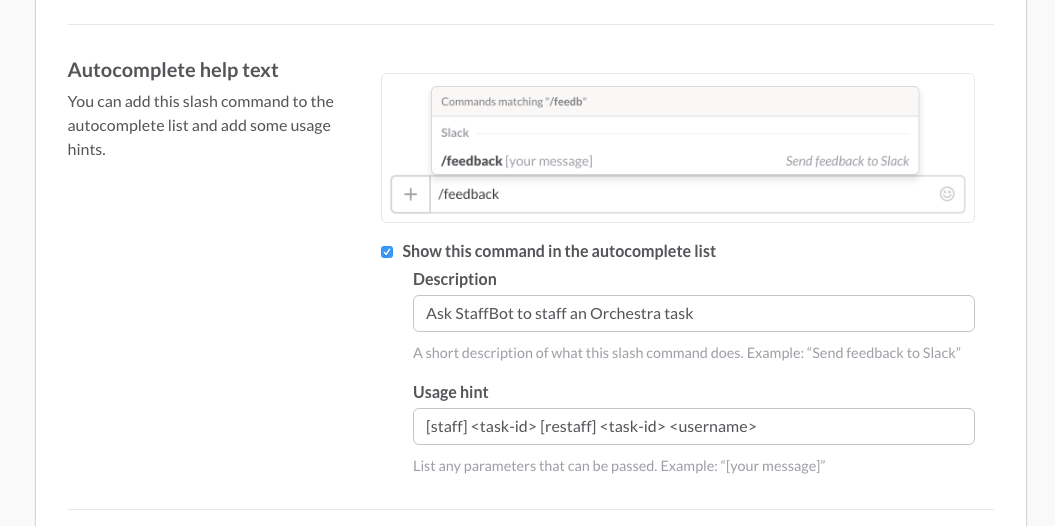 Autocomplete help text
You can add this slash command to the
autocomplete list and add some usage
hints.
Commands matching "/feedb"
Slack
/feedback [your message] Send feedback to Slack
/feedback
Show this command in the autocomplete list
Description
Ask StaffBot to staff an Orchestra task
A short description of what this slash command does. Example: “Send feedback to Slack”
Usage hint
[staff] <task-id> [restaff] <task-id> <username>
List any parameters that can be passed. Example: “[your message]”